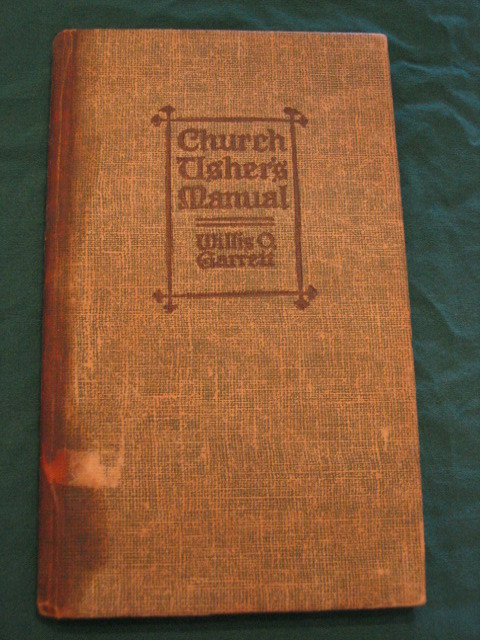 Church
Usher's
Manual
Willis O.
Garrett